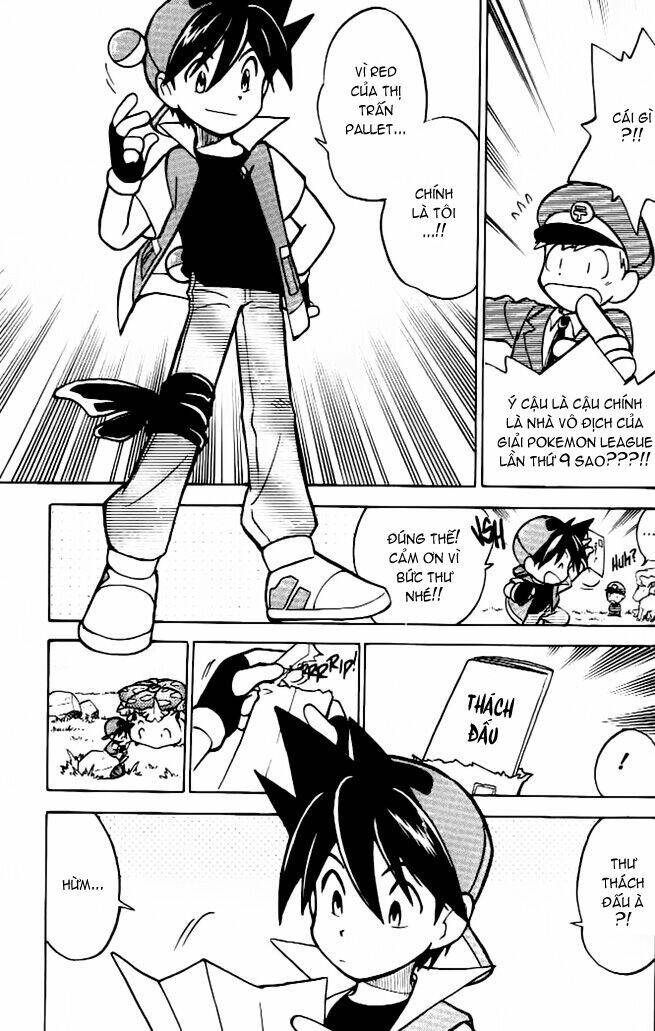 CÁI GÌ
?!!
Ý CẬU LÀ CẬU CHÍNH
LÀ NHÀ VÔ ĐỊCH CỦA
GIẢI POKEMON LEAGUE
LẦN THỨ 9 SAO???!!
VÌ RED
CỦA THỊ
TRẤN
PALLET...
CHÍNH
LÀ TÔI
...!!
...
HUH?
VSH
ĐÚNG THẾ!
CẢM ƠN VÌ
BỨC THƯ
NHÉ!!
!
THÁCH
ĐẤU
RRRRIP!
THƯ
THÁCH
ĐẤU À
?!
HỪM...